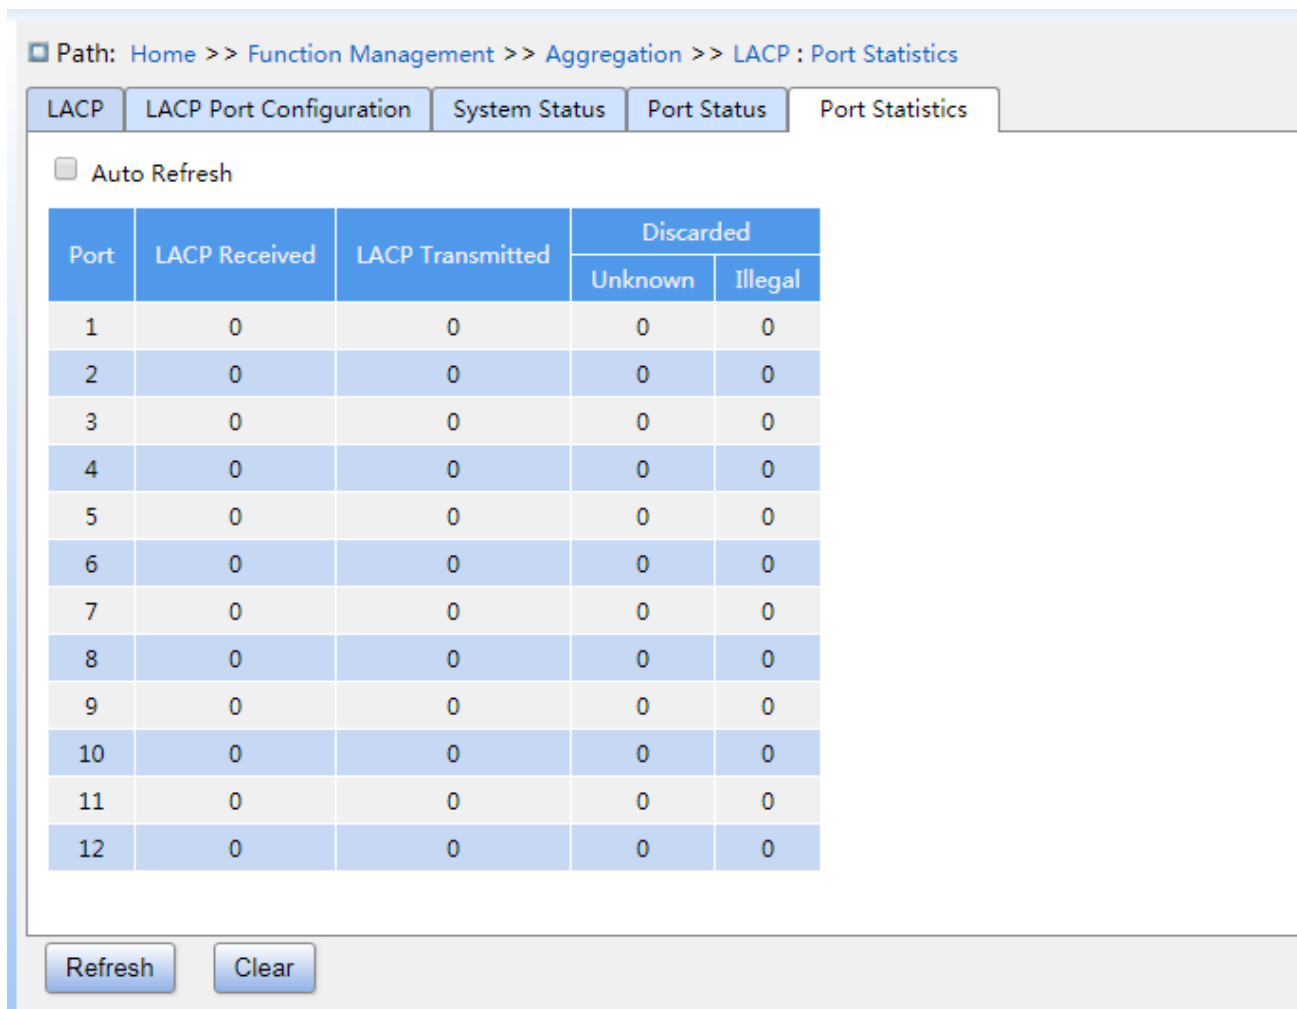 Path: Home >> Function Management >> Aggregation >> LACP : Port Statistics
LACP LACP Port Configuration System Status Port Status Port Statistics
Auto Refresh
Port LACP Received LACP Transmitted Discarded
Unknown Illegal
1 0 0 0 0
2 0 0 0 0
3 0 0 0 0
4 0 0 0 0
5 0 0 0 0
6 0 0 0 0
7 0 0 0 0
8 0 0 0 0
9 0 0 0 0
10 0 0 0 0
11 0 0 0 0
12 0 0 0 0
Refresh Clear